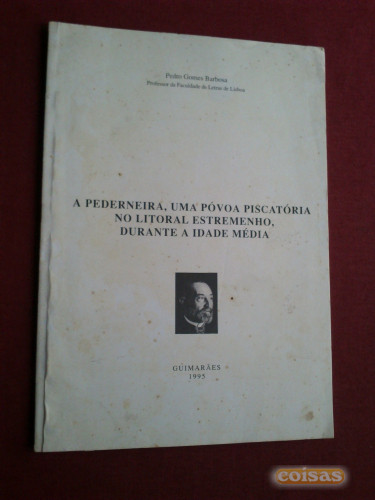 Pedro Gomes Barbosa
Professor da Faculdade de Letras de Lisboa
A PEDERNEIRA, UMA PÓVOA PISCATÓRIA
NO LITORAL ESTREMENHO,
DURANTE A IDADE MÉDIA
GUIMARÃES
1995
coisas